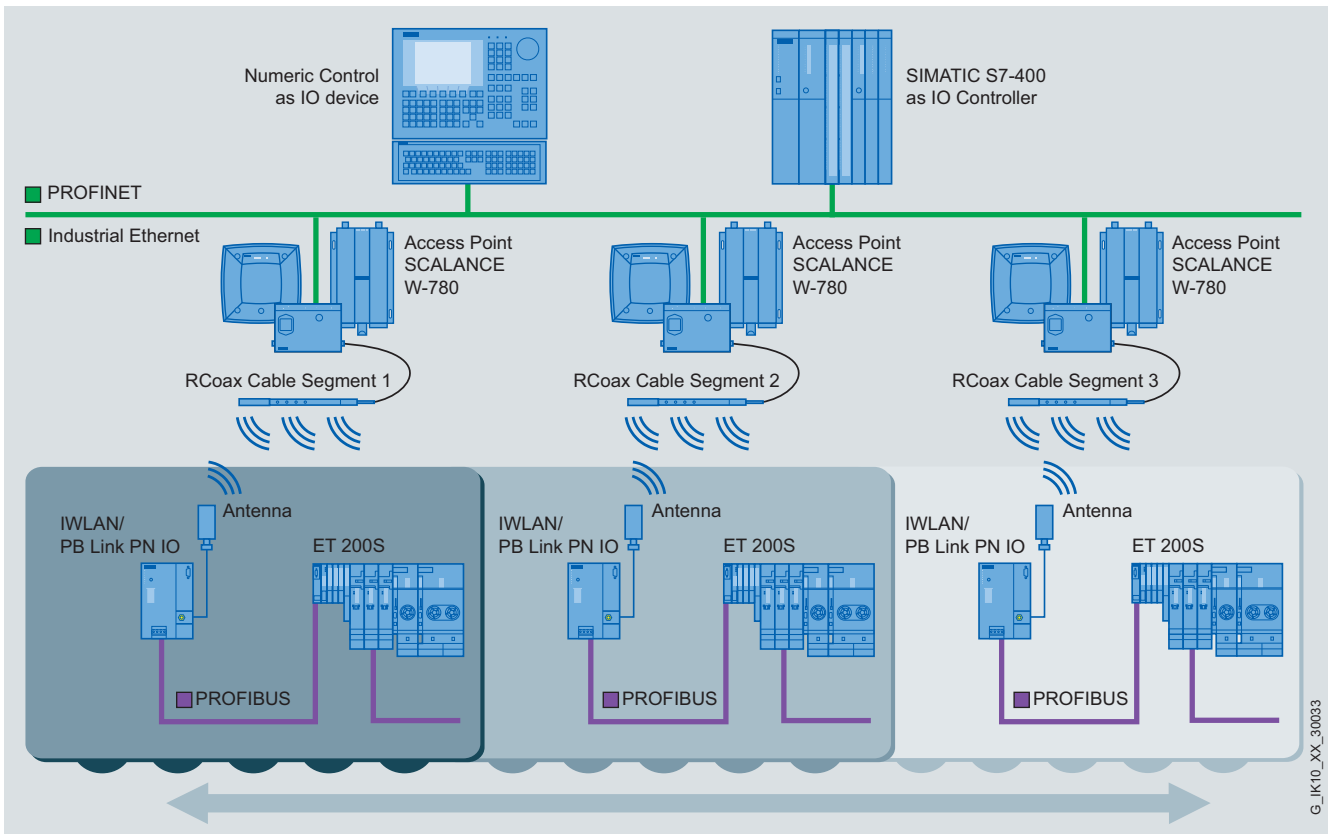 Numeric Control
as IO device
SIMATIC S7-400
as IO Controller
PROFINET
Industrial Ethernet
Access Point
SCALANCE
W-780
Access Point
SCALANCE
W-780
Access Point
SCALANCE
W-780
RCoax Cable Segment 1
RCoax Cable Segment 2
RCoax Cable Segment 3
IWLAN/
PB Link PN IO
Antenna
ET 200S
IWLAN/
PB Link PN IO
Antenna
ET 200S
IWLAN/
PB Link PN IO
Antenna
ET 200S
PROFIBUS
PROFIBUS
PROFIBUS
G_IK10_XX_30033